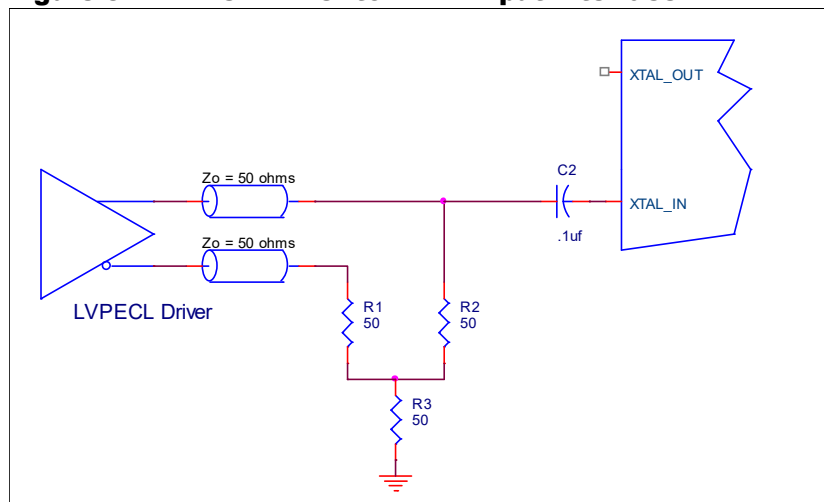 XTAL_OUT
Zo = 50 ohms
C2
XTAL_IN
.1uf
Zo = 50 ohms
LVPECL Driver
R1
50
R2
50
R3
50